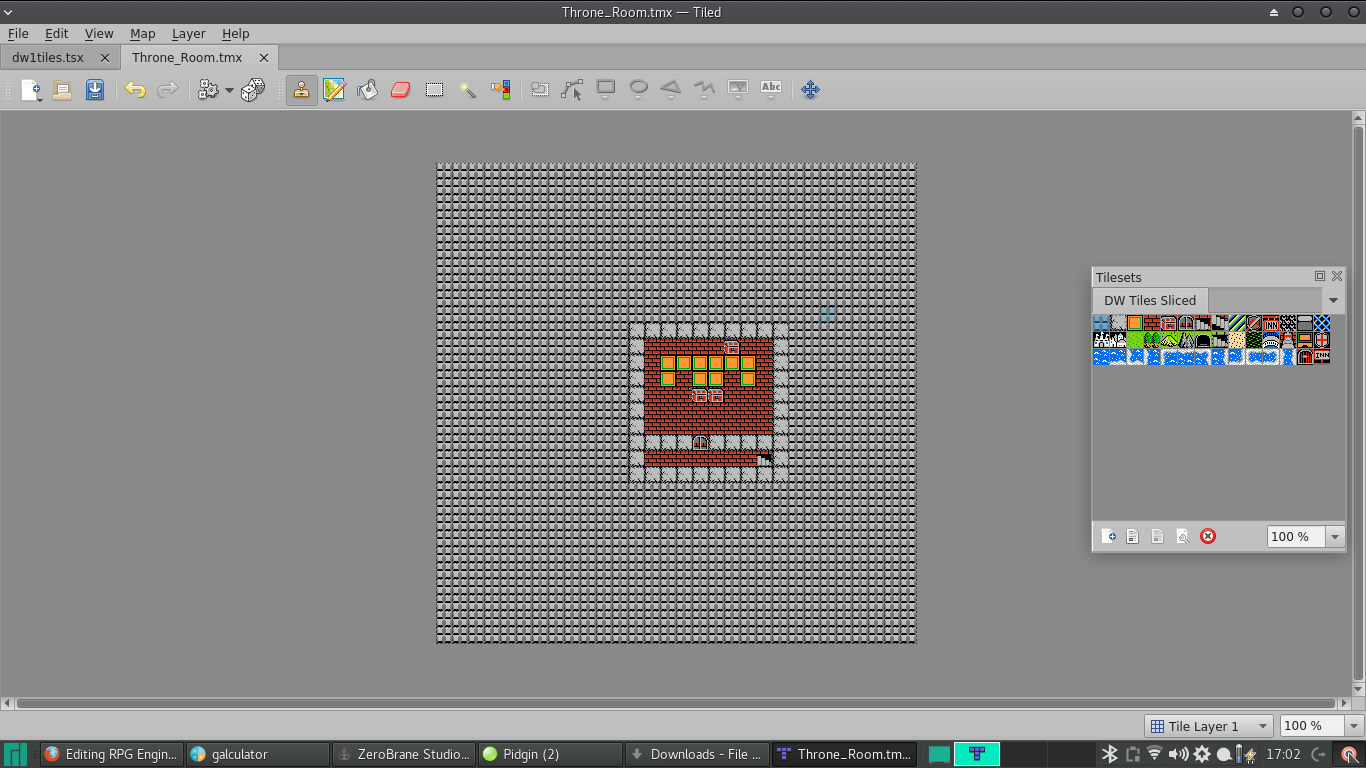 Throne_Room.tmx — Tiled
File Edit View Map Layer Help
dw1tiles.tsx Throne_Room.tmx
Abc
Tilesets
DW Tiles Sliced
INN
INN
100 %
Tile Layer 1 100 %
Editing RPG Engin... galculator ZeroBrane Studio... Pidgin (2) Downloads - File ... Throne_Room.tm... 17:02